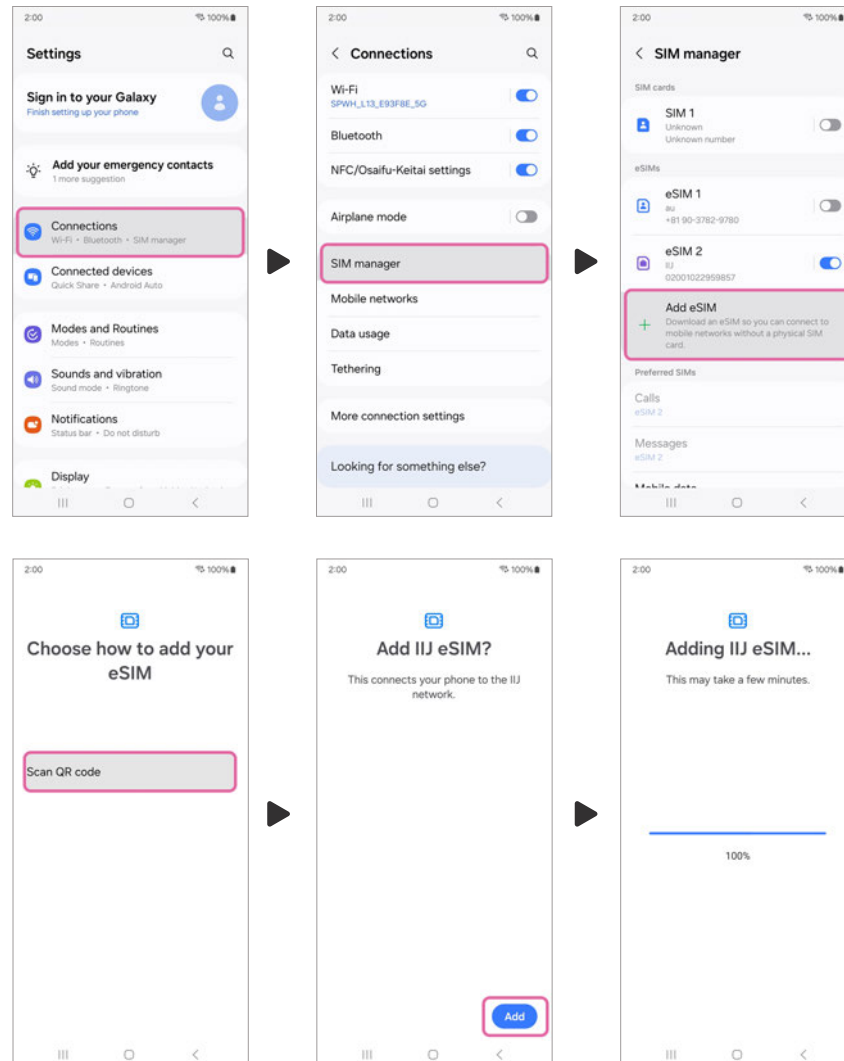 2:00
100%
Settings
Sign in to your Galaxy
Finish setting up your phone
Add your emergency contacts
1 more suggestion
Connections
Wi-Fi • Bluetooth • SIM manager
Connected devices
Quick Share • Android Auto
Modes and Routines
Modes • Routines
Sounds and vibration
Sound mode • Ringtone
Notifications
Status bar • Do not disturb
Display
2:00
100%
Connections
Wi-Fi
SPWH_L13_E93F8E_5G
Bluetooth
NFC/Osaifu-Keitai settings
Airplane mode
SIM manager
Mobile networks
Data usage
Tethering
More connection settings
Looking for something else?
2:00
100%
SIM manager
SIM cards
SIM 1
Unknown
Unknown number
eSIMs
eSIM 1
au
+81 90-3782-9780
eSIM 2
IIJ
02001022959857
Add eSIM
Download an eSIM so you can connect to
mobile networks without a physical SIM
card.
Preferred SIMs
Calls
eSIM 2
Messages
eSIM 2
Mobile data
2:00
100%
Choose how to add your
eSIM
Scan QR code
2:00
100%
Add IIJ eSIM?
This connects your phone to the IIJ
network.
Add
2:00
100%
Adding IIJ eSIM...
This may take a few minutes.
100%